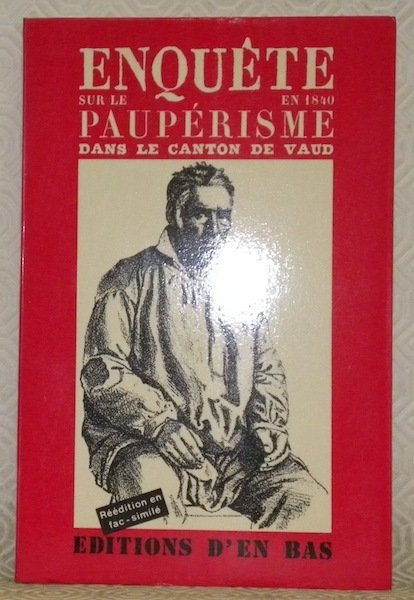 ENQUÊTE
SUR LE EN 1840
PAUPÉRISME
DANS LE CANTON DE VAUD
Réédition en
fac-similé
EDITIONS D'EN BAS